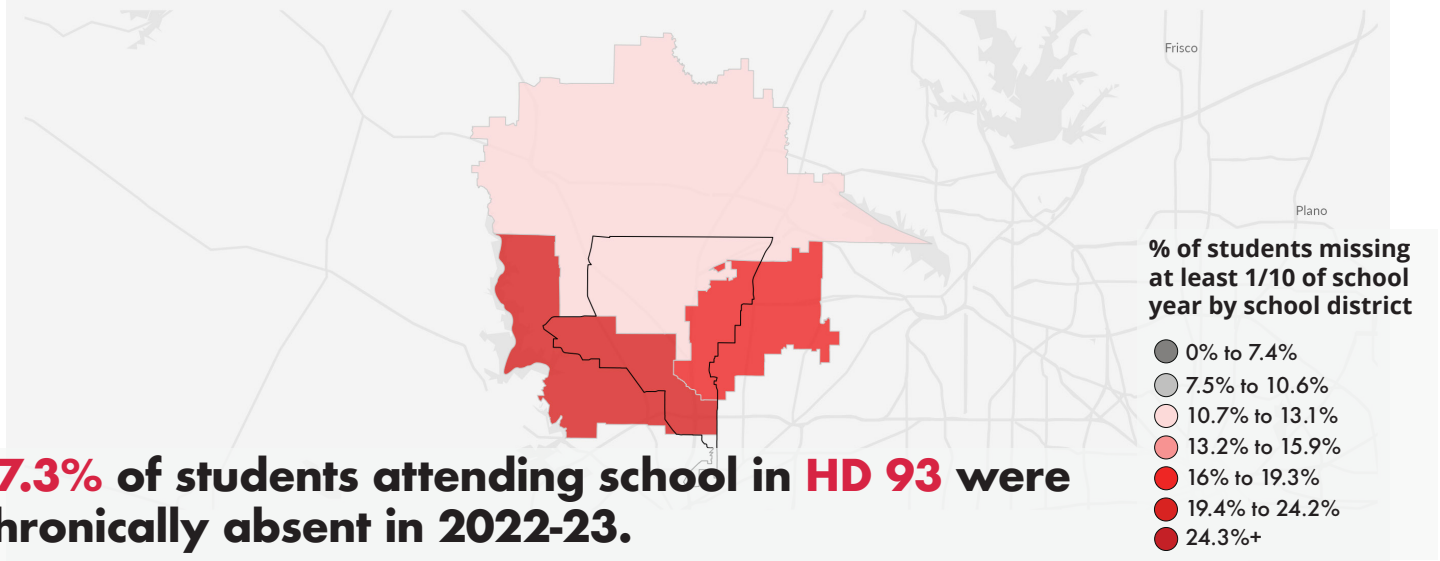 Frisco
Plano
% of students missing
at least 1/10 of school
year by school district
0% to 7.4%
7.5% to 10.6%
10.7% to 13.1%
13.2% to 15.9%
16% to 19.3%
19.4% to 24.2%
24.3%+
7.3% of students attending school in HD 93 were
hronically absent in 2022-23.